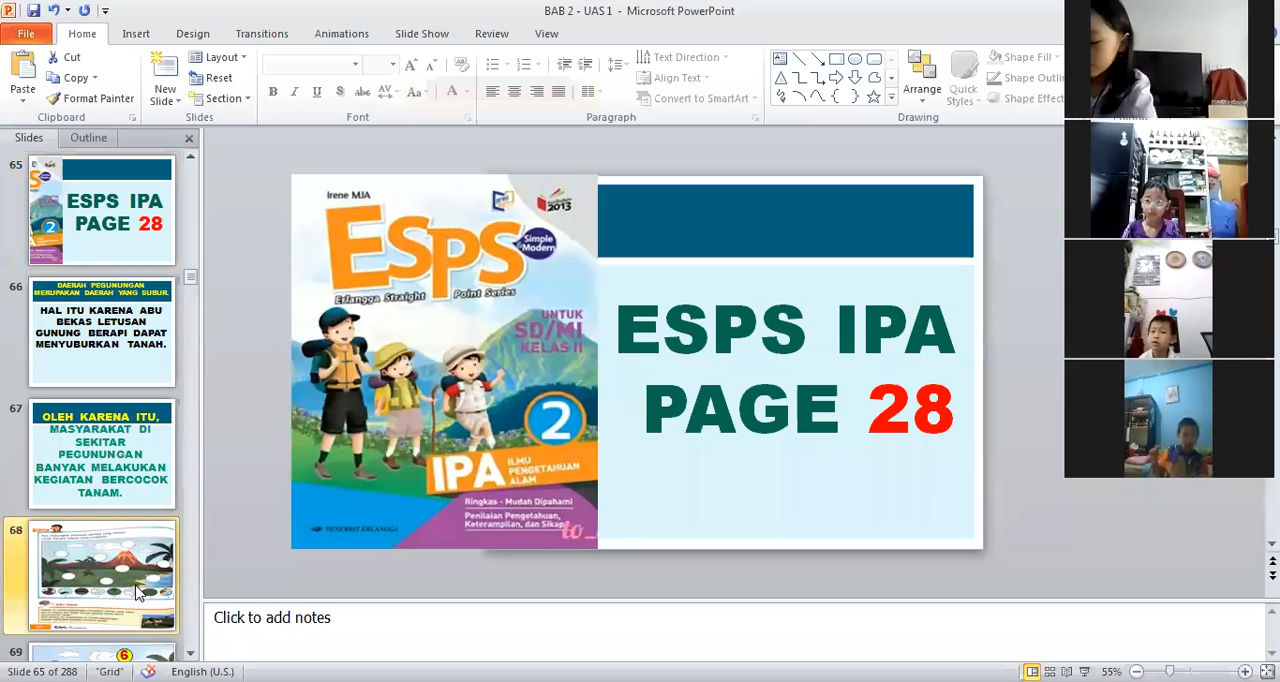 BAB 2 - UAS 1 - Microsoft PowerPoint
File Home Insert Design Transitions Animations Slide Show Review View
Cut
Copy
Format Painter
Paste
Clipboard
New
Slide
Layout
Reset
Section
Slides
Font
Text Direction
Align Text
Convert to SmartArt
Paragraph
Arrange
Quick
Styles
Shape Fill
Shape Outli
Shape Effect
Drawing
Slides Outline
65
ESPS IPA
PAGE 28
66
DAERAH PEGUNUNGAN
MERUPAKAN DAERAH YANG SUBUR.
HAL ITU KARENA ABU
BEKAS LETUSAN
GUNUNG BERAPI DAPAT
MENYUBURKAN TANAH.
67
OLEH KARENA ITU,
MASYARAKAT DI
SEKITAR
PEGUNUNGAN
BANYAK MELAKUKAN
KEGIATAN BERCOCOK
TANAM.
68
69
6
Irene MJA
KURIKULUM
2013
ESPS
Simple
Modern
Erlangga Straight Point Series
UNTUK
SD/MI
KELAS II
2
IPA ILMU
PENGETAHUAN
ALAM
Ringkas - Mudah Dipahami
Penilaian Pengetahuan,
Keterampilan, dan Sikap
PENERBIT ERLANGGA
ESPS IPA
PAGE 28
Click to add notes
Slide 65 of 288 "Grid" English (U.S.) 55%